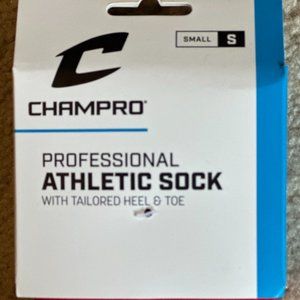 SMALL S
CHAMPRO®
PROFESSIONAL
ATHLETIC SOCK
WITH TAILORED HEEL & TOE